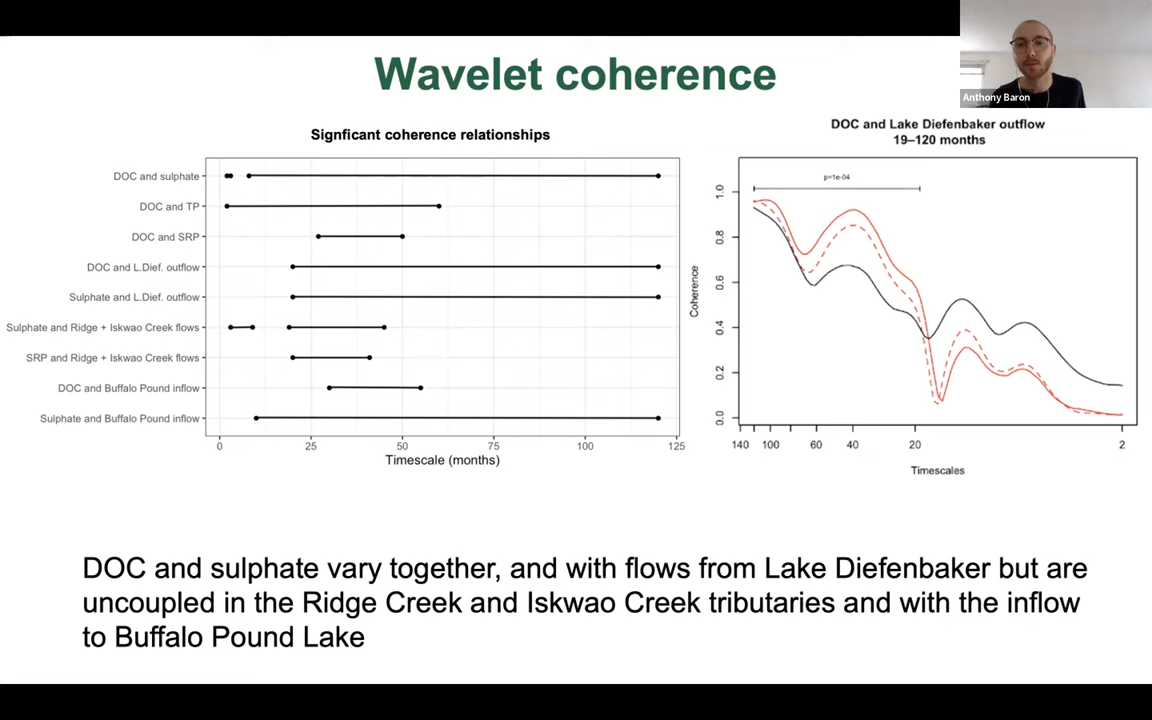 Wavelet coherence
Anthony Baron
Signficant coherence relationships
DOC and sulphate
DOC and TP
DOC and SRP
DOC and L.Dief. outflow
Sulphate and L.Dief. outflow
Sulphate and Ridge + Iskwao Creek flows
SRP and Ridge + Iskwao Creek flows
DOC and Buffalo Pound inflow
Sulphate and Buffalo Pound inflow
0 25 50 75 100 125
Timescale (months)
DOC and Lake Diefenbaker outflow
19–120 months
p=1e-04
Coherence
1.0
0.8
0.6
0.4
0.2
0.0
140 100 60 40 20 2
Timescales
DOC and sulphate vary together, and with flows from Lake Diefenbaker but are
uncoupled in the Ridge Creek and Iskwao Creek tributaries and with the inflow
to Buffalo Pound Lake